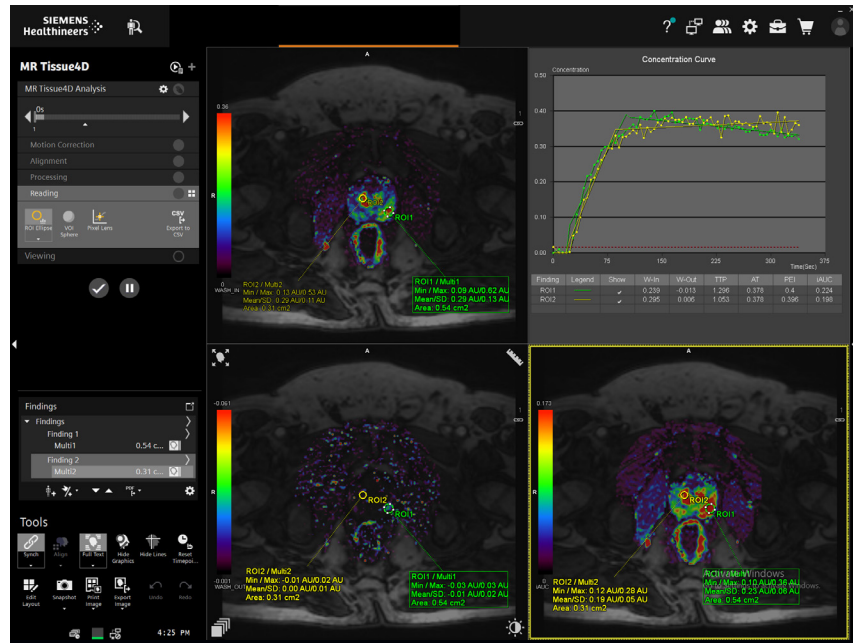 SIEMENS
Healthineers
MR Tissue4D
MR Tissue4D Analysis
0s
1
Motion Correction
Alignment
Processing
Reading
ROI Ellipse
VOI Sphere
Pixel Lens
CSV
Export to CSV
Viewing
Findings
Findings
Finding 1
Multi1 0.54 c...
Finding 2
Multi2 0.31 c...
PDF
Tools
Synch
Align
Full Text
Hide Graphics
Hide Lines
Reset Timepoi...
Edit Layout
Snapshot
Print Image
Export Image
Undo
Redo
4:25 PM
A
0.36
R
1
ROI2
ROI1
0
WASH_IN
ROI2 / Multi2
Min / Max: 0.13 AU/0.53 AU
Mean/SD: 0.29 AU/0.11 AU
Area: 0.31 cm2
ROI1 / Multi1
Min / Max: 0.09 AU/0.62 AU
Mean/SD: 0.29 AU/0.13 AU
Area: 0.54 cm2
Concentration Curve
Concentration
0.50
0.40
0.30
0.20
0.10
0.00
0 75 150 225 300 375
Time(Sec)
Finding Legend Show W-In W-Out TTP AT PEI iAUC
ROI1 0.239 -0.013 1.296 0.378 0.4 0.224
ROI2 0.295 0.006 1.053 0.378 0.396 0.198
A
-0.061
R
1
ROI2
ROI1
-0.001
WASH_OUT
ROI2 / Multi2
Min / Max: -0.01 AU/0.02 AU
Mean/SD: 0.00 AU/0.01 AU
Area: 0.31 cm2
ROI1 / Multi1
Min / Max: -0.03 AU/0.03 AU
Mean/SD: -0.01 AU/0.02 AU
Area: 0.54 cm2
A
0.173
R
1
ROI2
ROI1
0
ROI2 / Multi2
Min / Max: 0.12 AU/0.28 AU
Mean/SD: 0.19 AU/0.05 AU
Area: 0.31 cm2
Activate Windows
Min / Max: 0.10 AU/0.36 AU
Mean/SD: 0.23 AU/0.06 AU
Area: 0.54 cm2